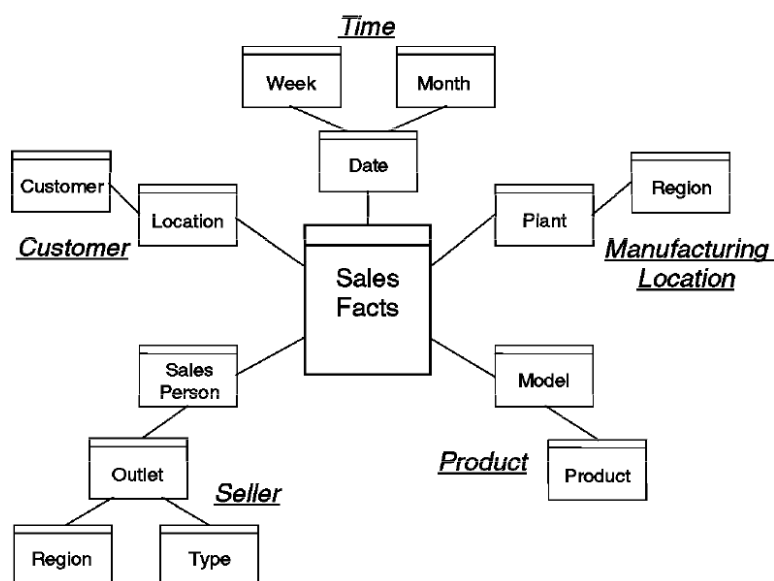 Time
Week
Month
Date
Customer
Location
Customer
Plant
Region
Manufacturing
Location
Sales
Facts
Sales
Person
Outlet
Seller
Region
Type
Model
Product
Product